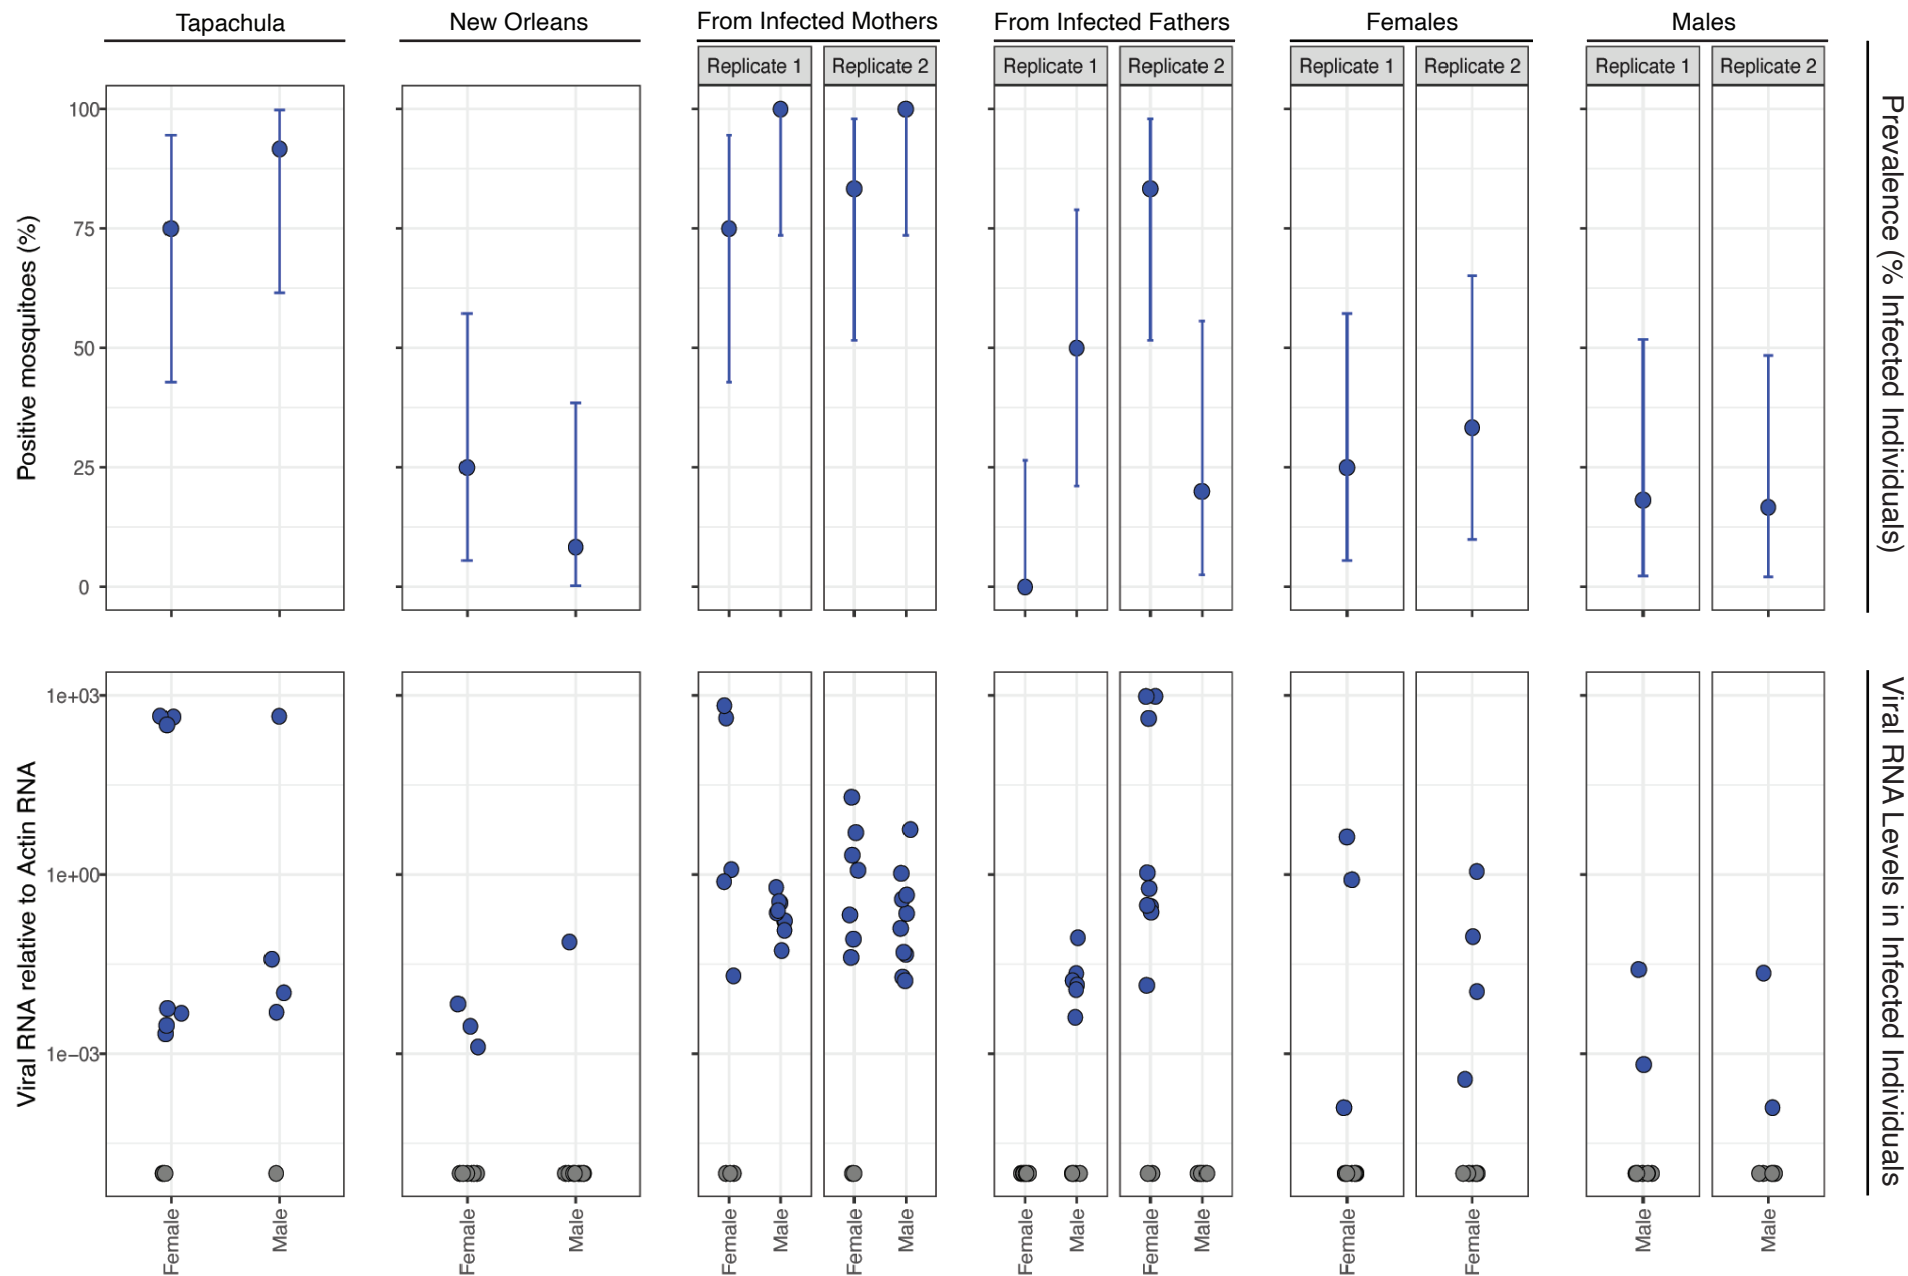 Tapachula
New Orleans
From Infected Mothers
From Infected Fathers
Females
Males
Replicate 1
Replicate 2
Replicate 1
Replicate 2
Replicate 1
Replicate 2
Replicate 1
Replicate 2
Positive mosquitoes (%)
100
75
50
25
0
Prevalence (% Infected Individuals)
Viral RNA relative to Actin RNA
1e+03
1e+00
1e−03
Viral RNA Levels in Infected Individuals
Female
Male
Female
Male
Female
Male
Female
Male
Female
Male
Female
Male
Female
Female
Male
Male